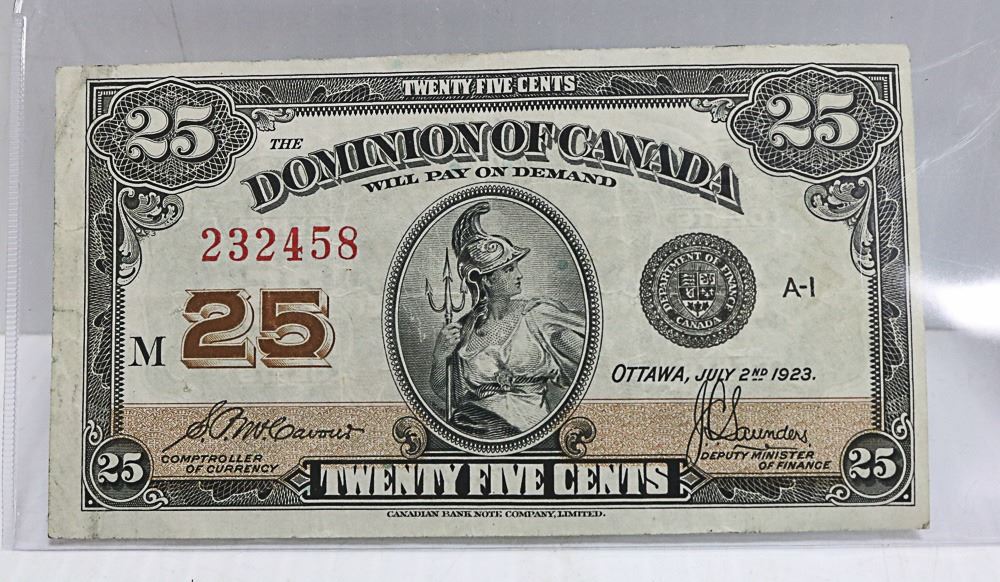 TWENTY FIVE CENTS
25 25
THE
DOMINION OF CANADA
WILL PAY ON DEMAND
232458
DEPARTMENT OF FINANCE
CANADA
A-1
M 25
OTTAWA, JULY 2ND 1923.
J.C. Saunders
COMPTROLLER
OF CURRENCY
DEPUTY MINISTER
OF FINANCE
25 25
TWENTY FIVE CENTS
CANADIAN BANK NOTE COMPANY, LIMITED.